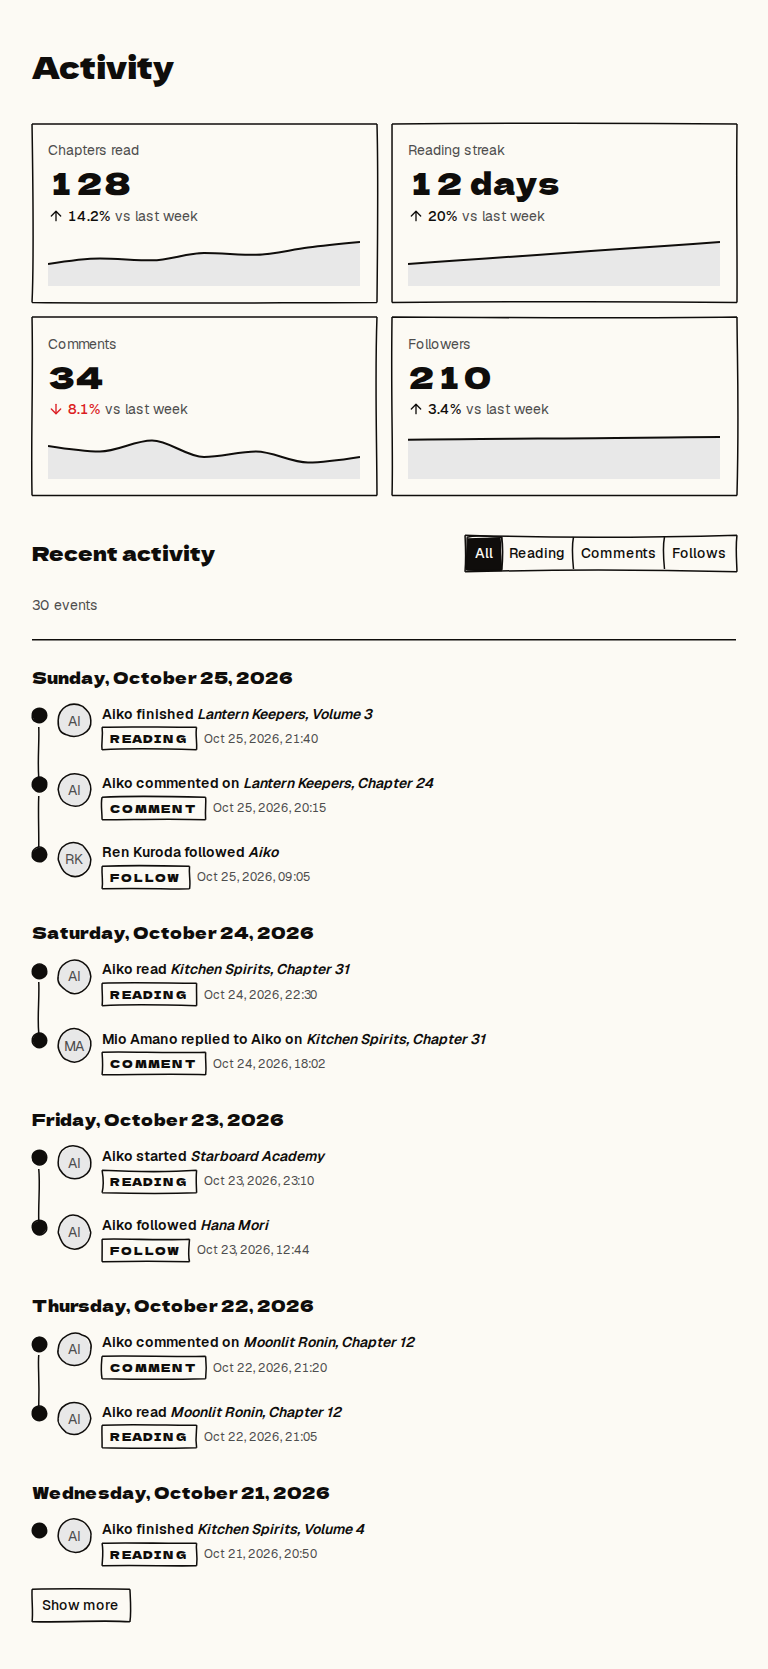 Activity
Chapters read
128
↑ 14.2% vs last week
Reading streak
12 days
↑ 20% vs last week
Comments
34
↓ 8.1% vs last week
Followers
210
↑ 3.4% vs last week
Recent activity
All Reading Comments Follows
30 events
Sunday, October 25, 2026
AI
Aiko finished Lantern Keepers, Volume 3
READING Oct 25, 2026, 21:40
AI
Aiko commented on Lantern Keepers, Chapter 24
COMMENT Oct 25, 2026, 20:15
RK
Ren Kuroda followed Aiko
FOLLOW Oct 25, 2026, 09:05
Saturday, October 24, 2026
AI
Aiko read Kitchen Spirits, Chapter 31
READING Oct 24, 2026, 22:30
MA
Mio Amano replied to Aiko on Kitchen Spirits, Chapter 31
COMMENT Oct 24, 2026, 18:02
Friday, October 23, 2026
AI
Aiko started Starboard Academy
READING Oct 23, 2026, 23:10
AI
Aiko followed Hana Mori
FOLLOW Oct 23, 2026, 12:44
Thursday, October 22, 2026
AI
Aiko commented on Moonlit Ronin, Chapter 12
COMMENT Oct 22, 2026, 21:20
AI
Aiko read Moonlit Ronin, Chapter 12
READING Oct 22, 2026, 21:05
Wednesday, October 21, 2026
AI
Aiko finished Kitchen Spirits, Volume 4
READING Oct 21, 2026, 20:50
Show more